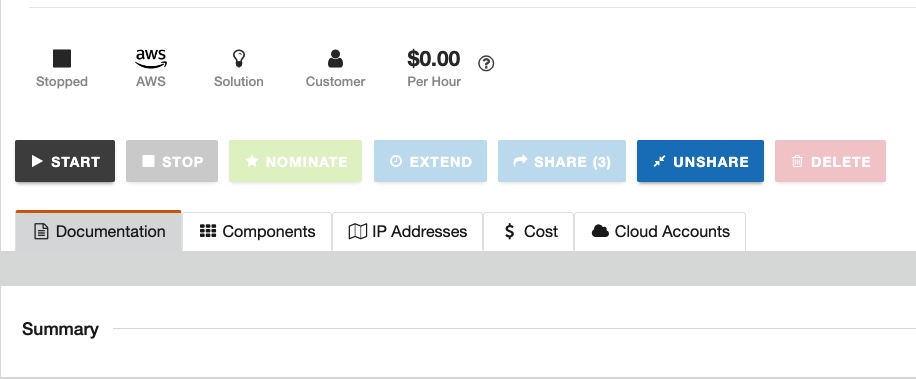 aws
$0.00
Stopped AWS Solution Customer Per Hour
START STOP NOMINATE EXTEND SHARE (3) UNSHARE DELETE
Documentation Components IP Addresses $ Cost Cloud Accounts
Summary